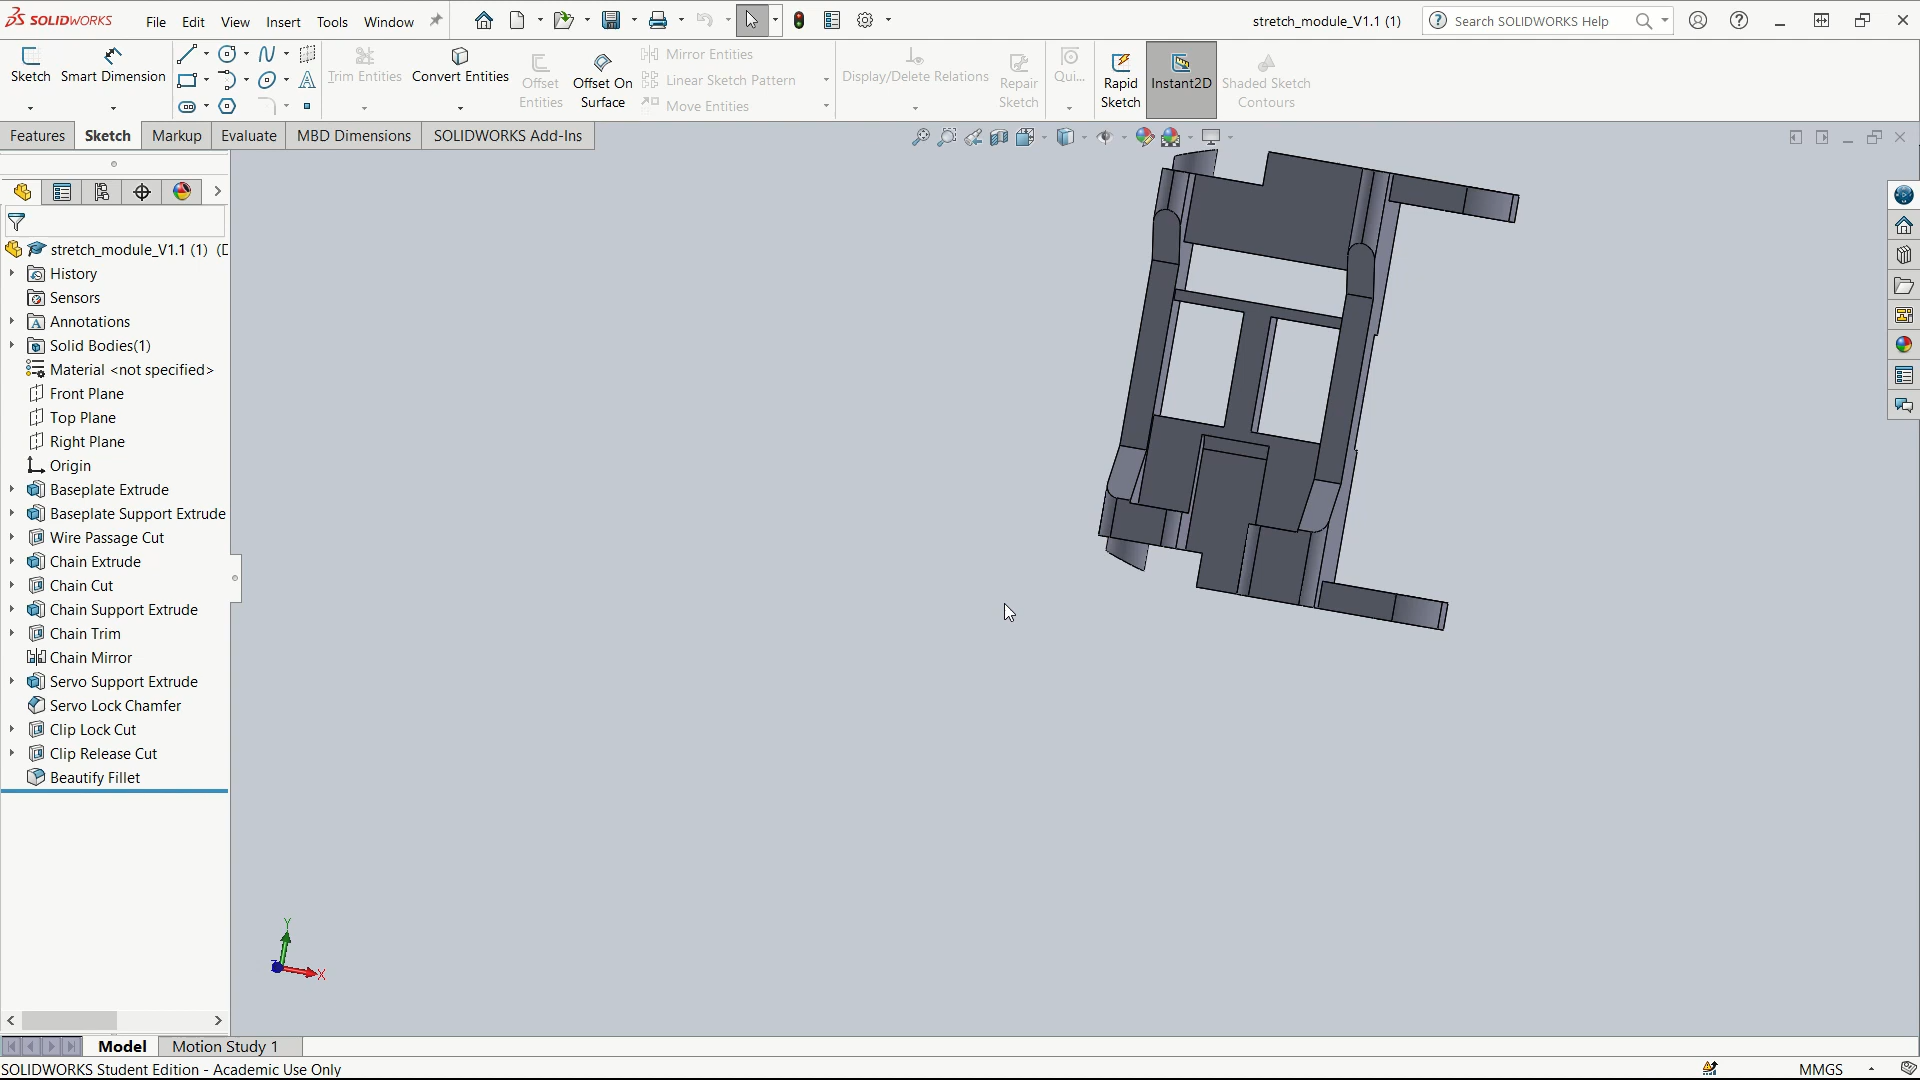 SOLIDWORKS File Edit View Insert Tools Window stretch_module_V1.1 (1) Search SOLIDWORKS Help
Sketch Smart Dimension Trim Entities Convert Entities Offset Entities Offset On Surface Mirror Entities Linear Sketch Pattern Move Entities Display/Delete Relations Repair Sketch Qui... Rapid Sketch Instant2D Shaded Sketch Contours
Features Sketch Markup Evaluate MBD Dimensions SOLIDWORKS Add-Ins
stretch_module_V1.1 (1) (D
History
Sensors
Annotations
Solid Bodies(1)
Material <not specified>
Front Plane
Top Plane
Right Plane
Origin
Baseplate Extrude
Baseplate Support Extrude
Wire Passage Cut
Chain Extrude
Chain Cut
Chain Support Extrude
Chain Trim
Chain Mirror
Servo Support Extrude
Servo Lock Chamfer
Clip Lock Cut
Clip Release Cut
Beautify Fillet
Y
Z X
Model Motion Study 1
SOLIDWORKS Student Edition - Academic Use Only MMGS